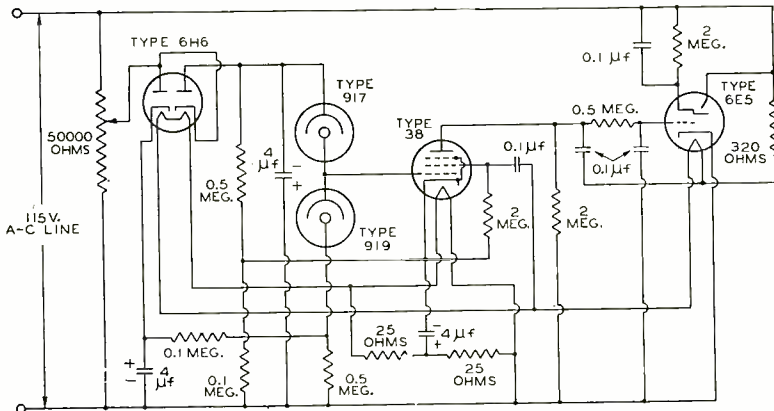 TYPE 6H6
50000
OHMS
115V.
A-C LINE
0.5
MEG.
4
µf
-
+
TYPE
917
TYPE
919
TYPE
38
0.1 µf
0.5 MEG.
0.1 µf
2
MEG.
TYPE
6E5
320
OHMS
0.1 µf
2
MEG.
2
MEG.
0.1 MEG.
+
-
4
µf
0.1
MEG.
0.5
MEG.
25
OHMS
-
+
4 µf
25
OHMS